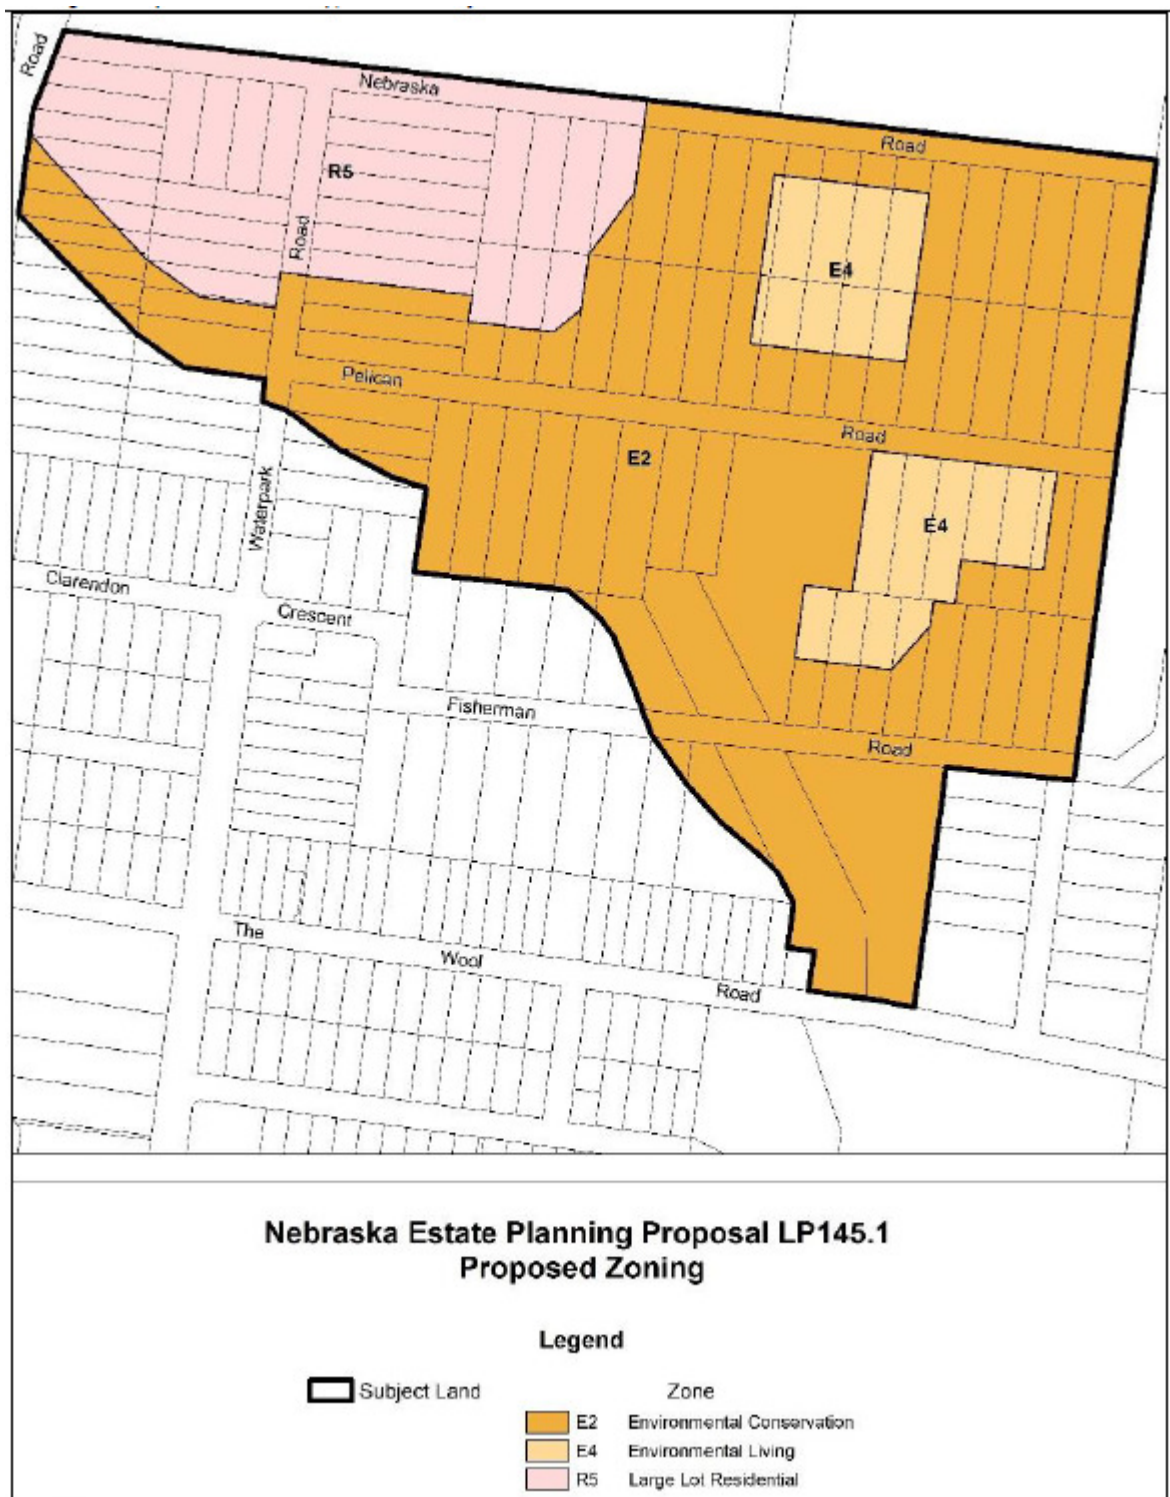 Road
Nebraska
Road
R5
Road
E4
Pelican
Road
E2
E4
Waterpark
Clarendon
Crescent
Fisherman
Road
The
Wool
Road
Nebraska Estate Planning Proposal LP145.1
Proposed Zoning
Legend
Subject Land
Zone
E2 Environmental Conservation
E4 Environmental Living
R5 Large Lot Residential